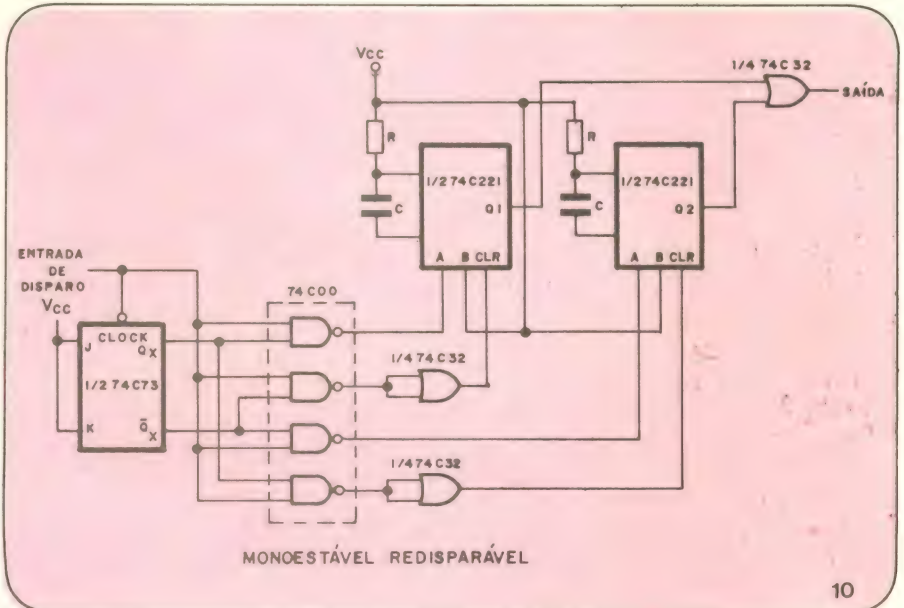 Vcc
1/4 74C32
SAÍDA
R
R
1/2 74C221
1/2 74C221
C
Q1
C
Q2
A B CLR
A B CLR
ENTRADA
DE
DISPARO
Vcc
74C00
J CLOCK QX
1/4 74C32
1/2 74C73
K Q̅X
1/4 74C32
MONOESTÁVEL REDISPARÁVEL
10